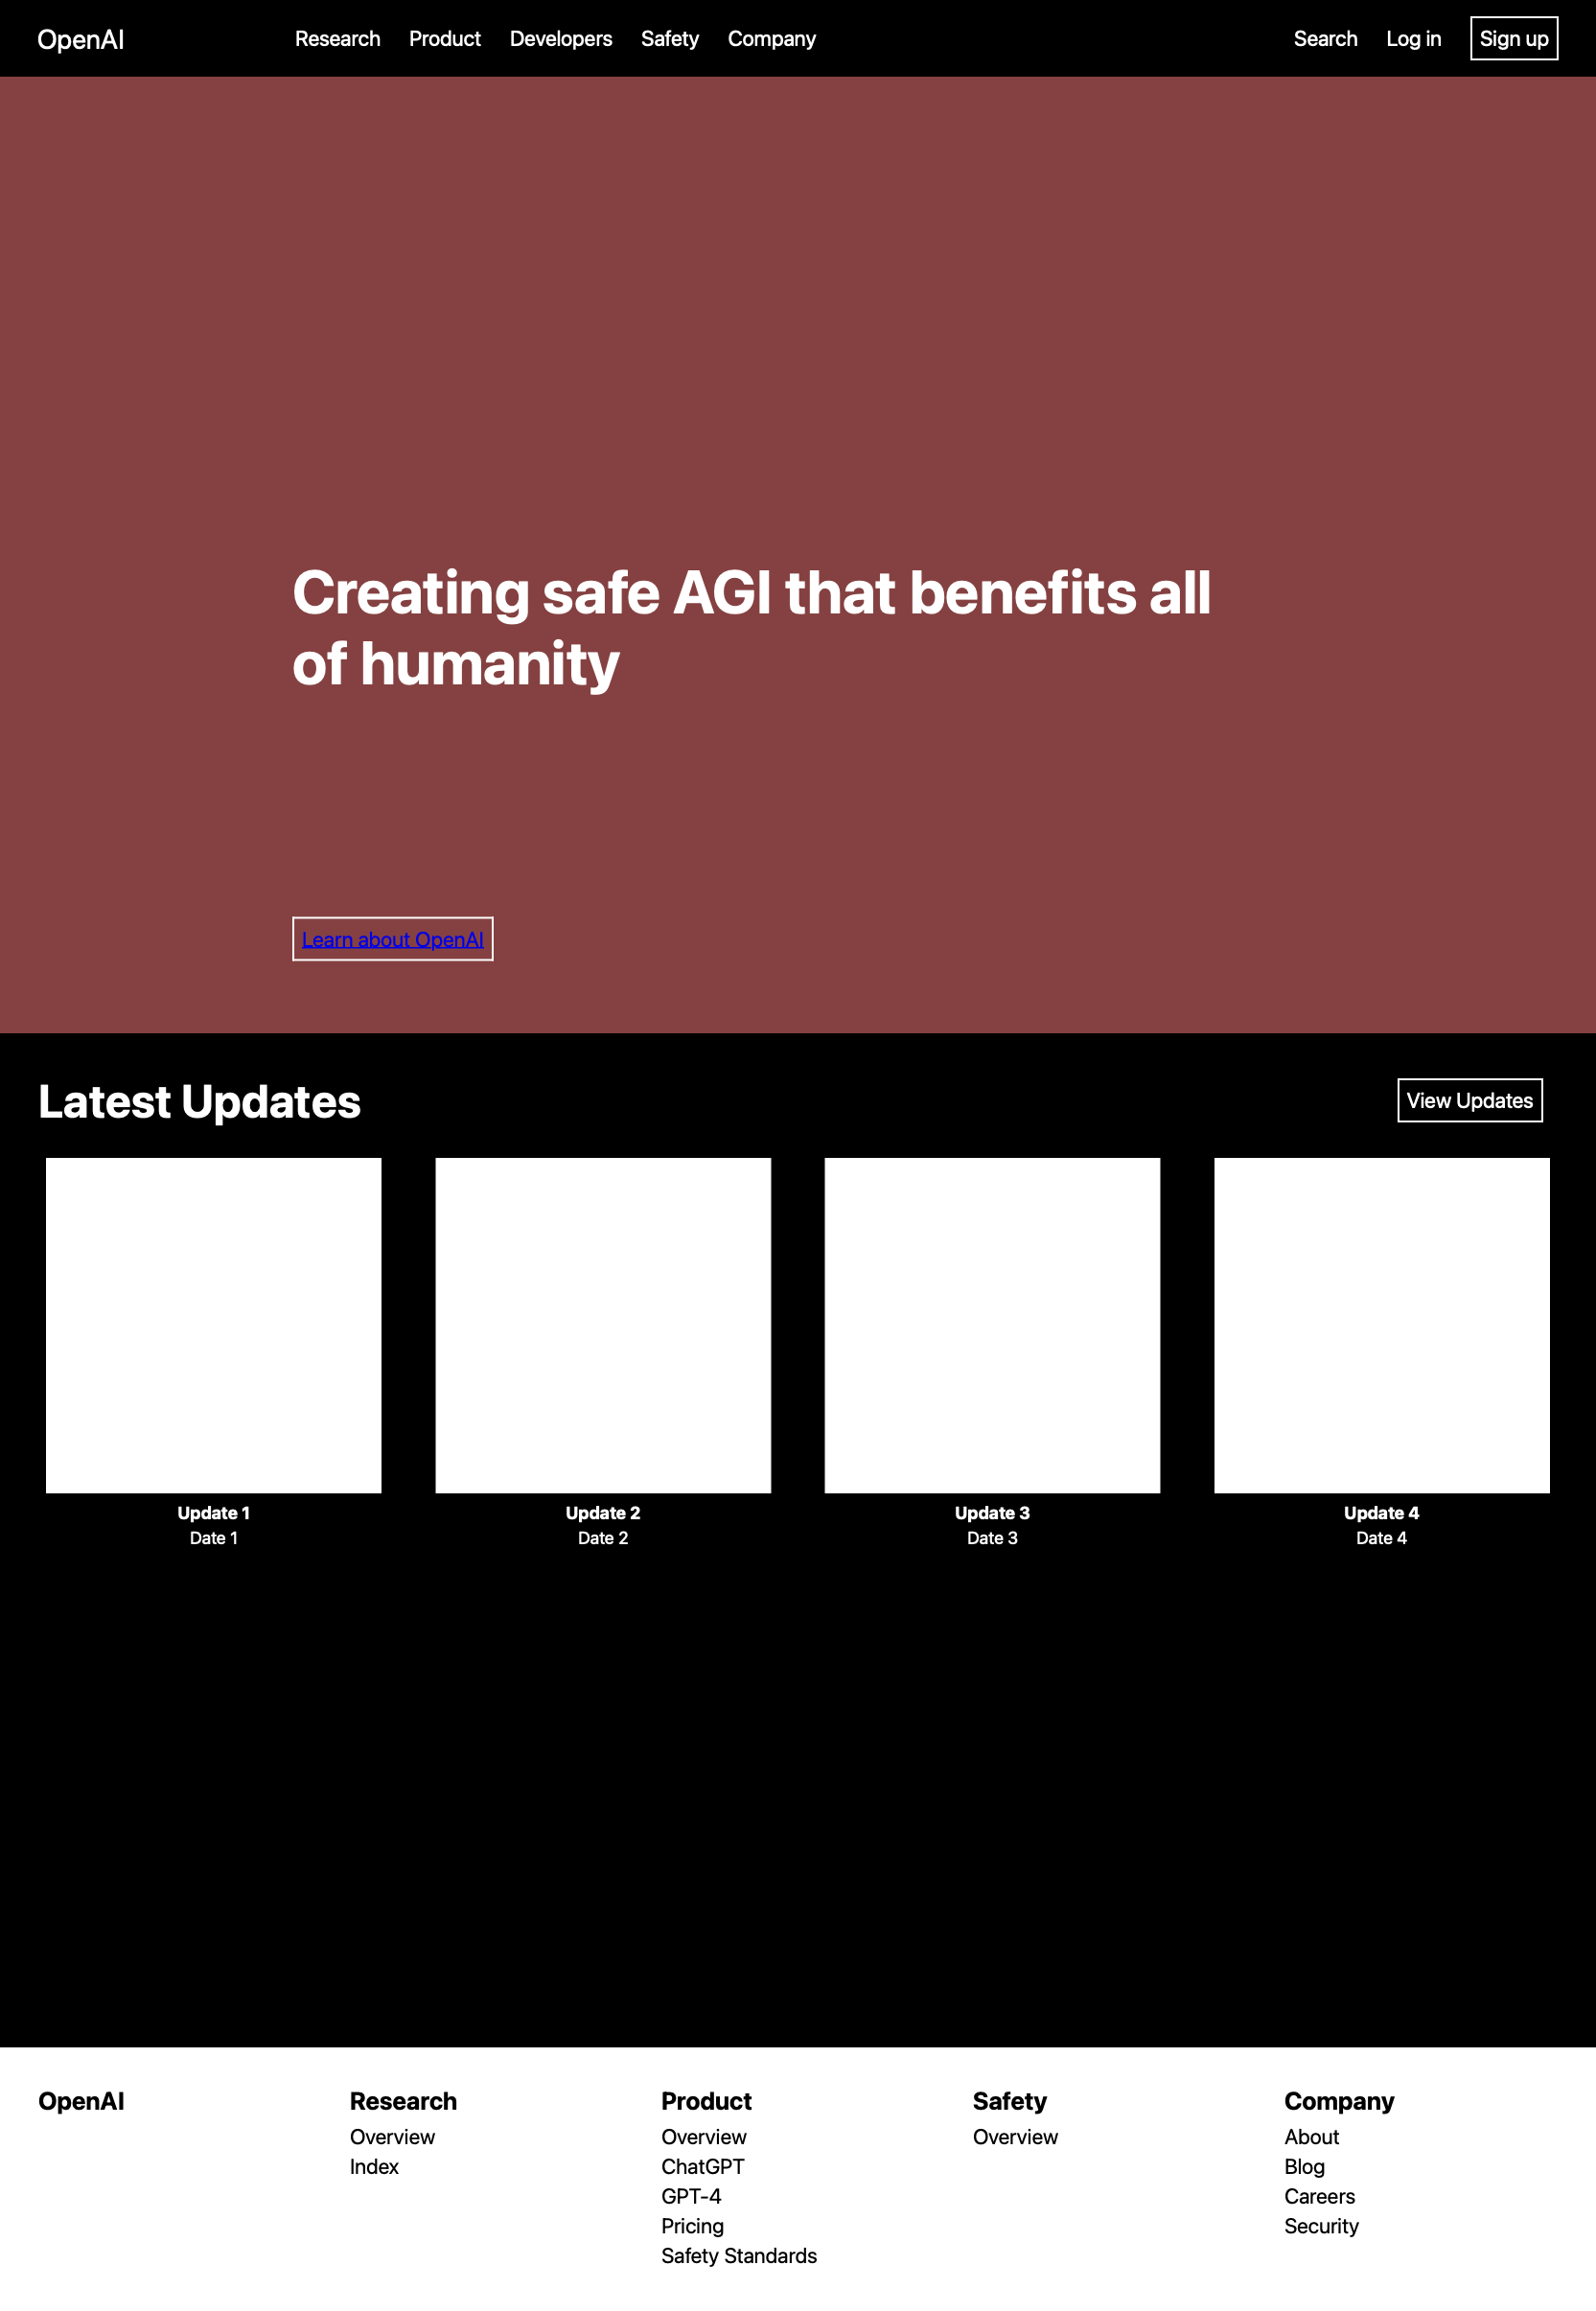 OpenAI
Research Product Developers Safety Company
Search Log in Sign up
Creating safe AGI that benefits all
of humanity
Learn about OpenAI
Latest Updates
View Updates
Update 1
Date 1
Update 2
Date 2
Update 3
Date 3
Update 4
Date 4
OpenAI
Research
Overview
Index
Product
Overview
ChatGPT
GPT-4
Pricing
Safety Standards
Safety
Overview
Company
About
Blog
Careers
Security